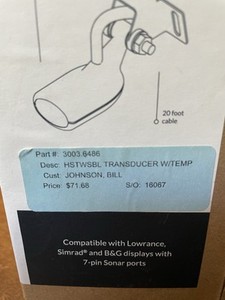 20 foot
cable
Part #: 3003 6486
Desc: HSTWSBL TRANSDUCER W/TEMP
Cust: JOHNSON, BILL
Price: $71.68 S/O: 16067
Compatible with Lowrance,
Simrad® and B&G displays with
7-pin Sonar ports